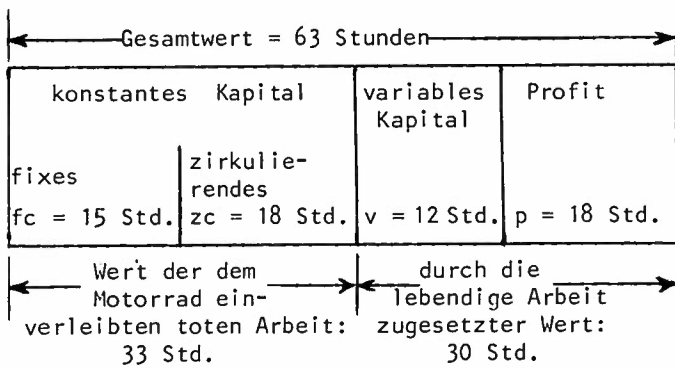 Gesamtwert = 63 Stunden
konstantes Kapital
variables Kapital
Profit
fixes
fc = 15 Std.
zirkulie-
rendes
zc = 18 Std.
v = 12 Std.
p = 18 Std.
Wert der dem
Motorrad ein-
verleibten toten Arbeit:
33 Std.
durch die
lebendige Arbeit
zugesetzter Wert:
30 Std.